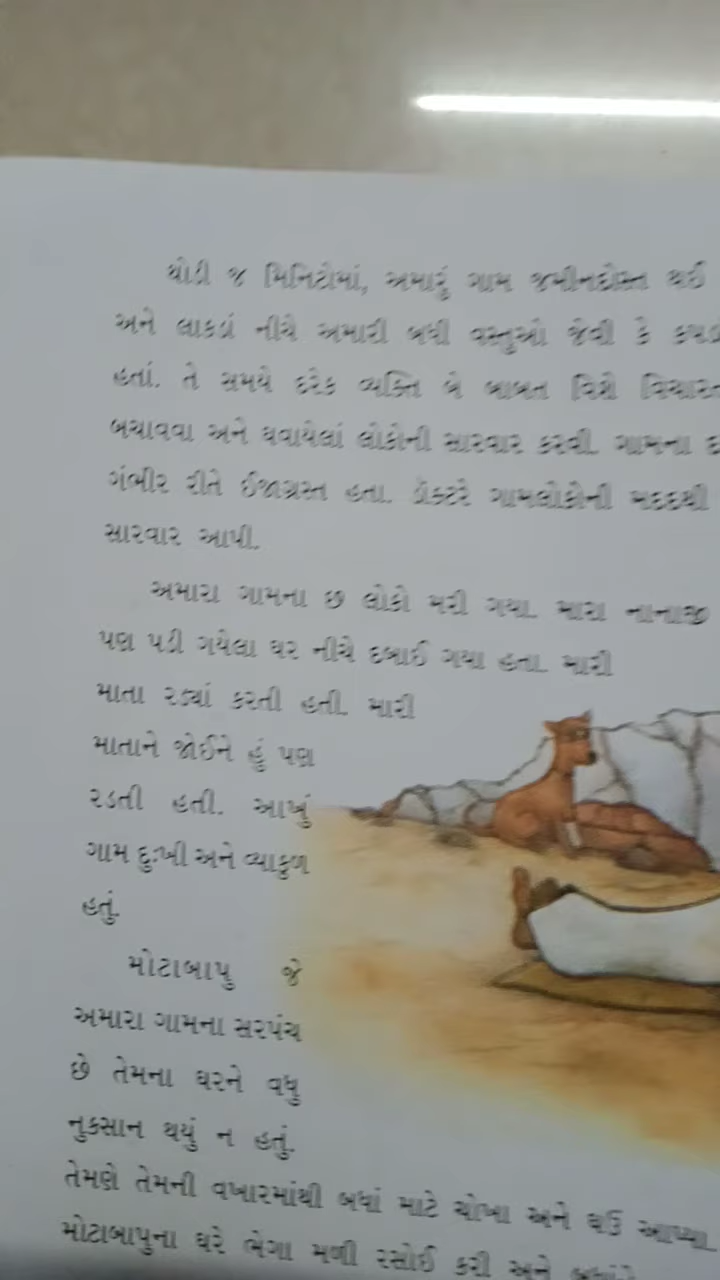 થોડી જ મિનિટોમાં, અમારું ગામ જમીનદોસ્ત થઈ
અને લાકડાં નીચે અમારી બધી વસ્તુઓ જેવી કે
હતાં. તે સમયે દરેક વ્યક્તિ બે બાબત વિશે
બચાવવા અને ઘવાયેલાં લોકોની સારવાર કરવી. ગામના
ગંભીર રીતે ઈજાગ્રસ્ત હતા. ડૉક્ટરે ગામલોકોની મદદથી
સારવાર આપી.
અમારા ગામના છ લોકો મરી ગયા. મારા નાનાજી
પણ પડી ગયેલા ઘર નીચે દબાઈ ગયા હતા. મારી
માતા રડ્યાં કરતી હતી. મારી
માતાને જોઈને હું પણ
રડતી હતી. આખું
ગામ દુઃખી અને વ્યાકુળ
હતું.
મોટાબાપુ જે
અમારા ગામના સરપંચ
છે તેમના ઘરને વધુ
નુકસાન થયું ન હતું.
તેમણે તેમની વખારમાંથી બધાં માટે ચોખા અને ઘઉં આપ્યા.
મોટાબાપુના ઘરે ભેગા મળી રસોઈ કરી અને